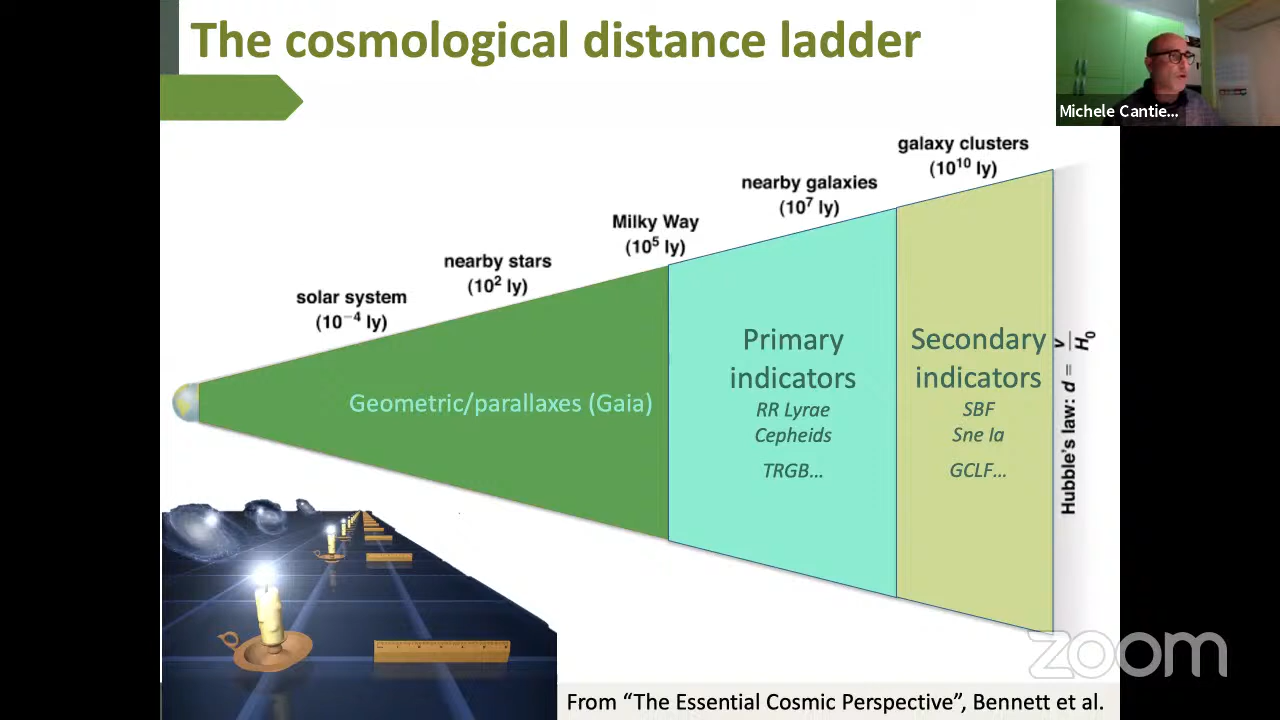 The cosmological distance ladder
Michele Cantie...
galaxy clusters
(10¹⁰ ly)
nearby galaxies
(10⁷ ly)
Milky Way
(10⁵ ly)
nearby stars
(10² ly)
solar system
(10⁻⁴ ly)
Geometric/parallaxes (Gaia)
Primary
indicators
RR Lyrae
Cepheids
TRGB...
Secondary
indicators
SBF
Sne Ia
GCLF...
Hubble's law: d = v/H₀
zoom
From “The Essential Cosmic Perspective”, Bennett et al.